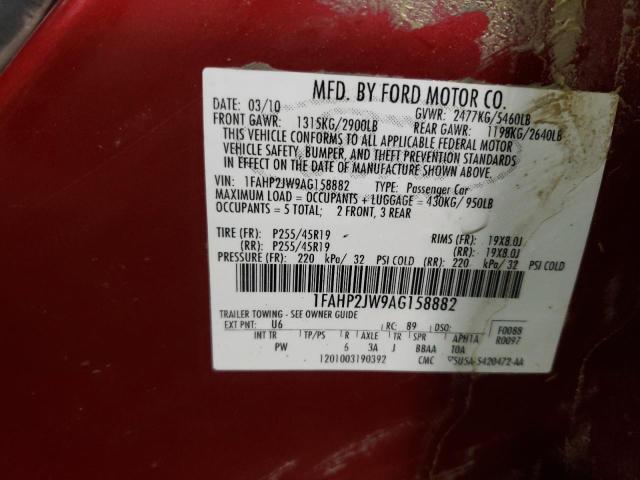 MFD. BY FORD MOTOR CO.
DATE: 03/10 GVWR: 2477KG/5460LB
FRONT GAWR: 1315KG/2900LB REAR GAWR: 1198KG/2640LB
THIS VEHICLE CONFORMS TO ALL APPLICABLE FEDERAL MOTOR
VEHICLE SAFETY, BUMPER, AND THEFT PREVENTION STANDARDS
IN EFFECT ON THE DATE OF MANUFACTURE SHOWN ABOVE.
VIN: 1FAHP2JW9AG158882 TYPE: Passenger Car
MAXIMUM LOAD = OCCUPANTS + LUGGAGE = 430KG/950LB
OCCUPANTS = 5 TOTAL: 2 FRONT, 3 REAR
TIRE (FR): P255/45R19 RIMS (FR): 19X8.0J
(RR): P255/45R19 (RR): 19X8.0J
PRESSURE (FR): 220 kPa/ 32 PSI COLD (RR): 220 kPa/ 32 PSI COLD
1FAHP2JW9AG158882
TRAILER TOWING - SEE OWNER GUIDE
EXT PNT: U6 RC: 89 DSO: F0088
INT TR TP/PS R AXLE TR SPR APHTA R0097
PW 6 3A J BBAA TOA
1201003190392 CMC 5U5A-5420472-AA